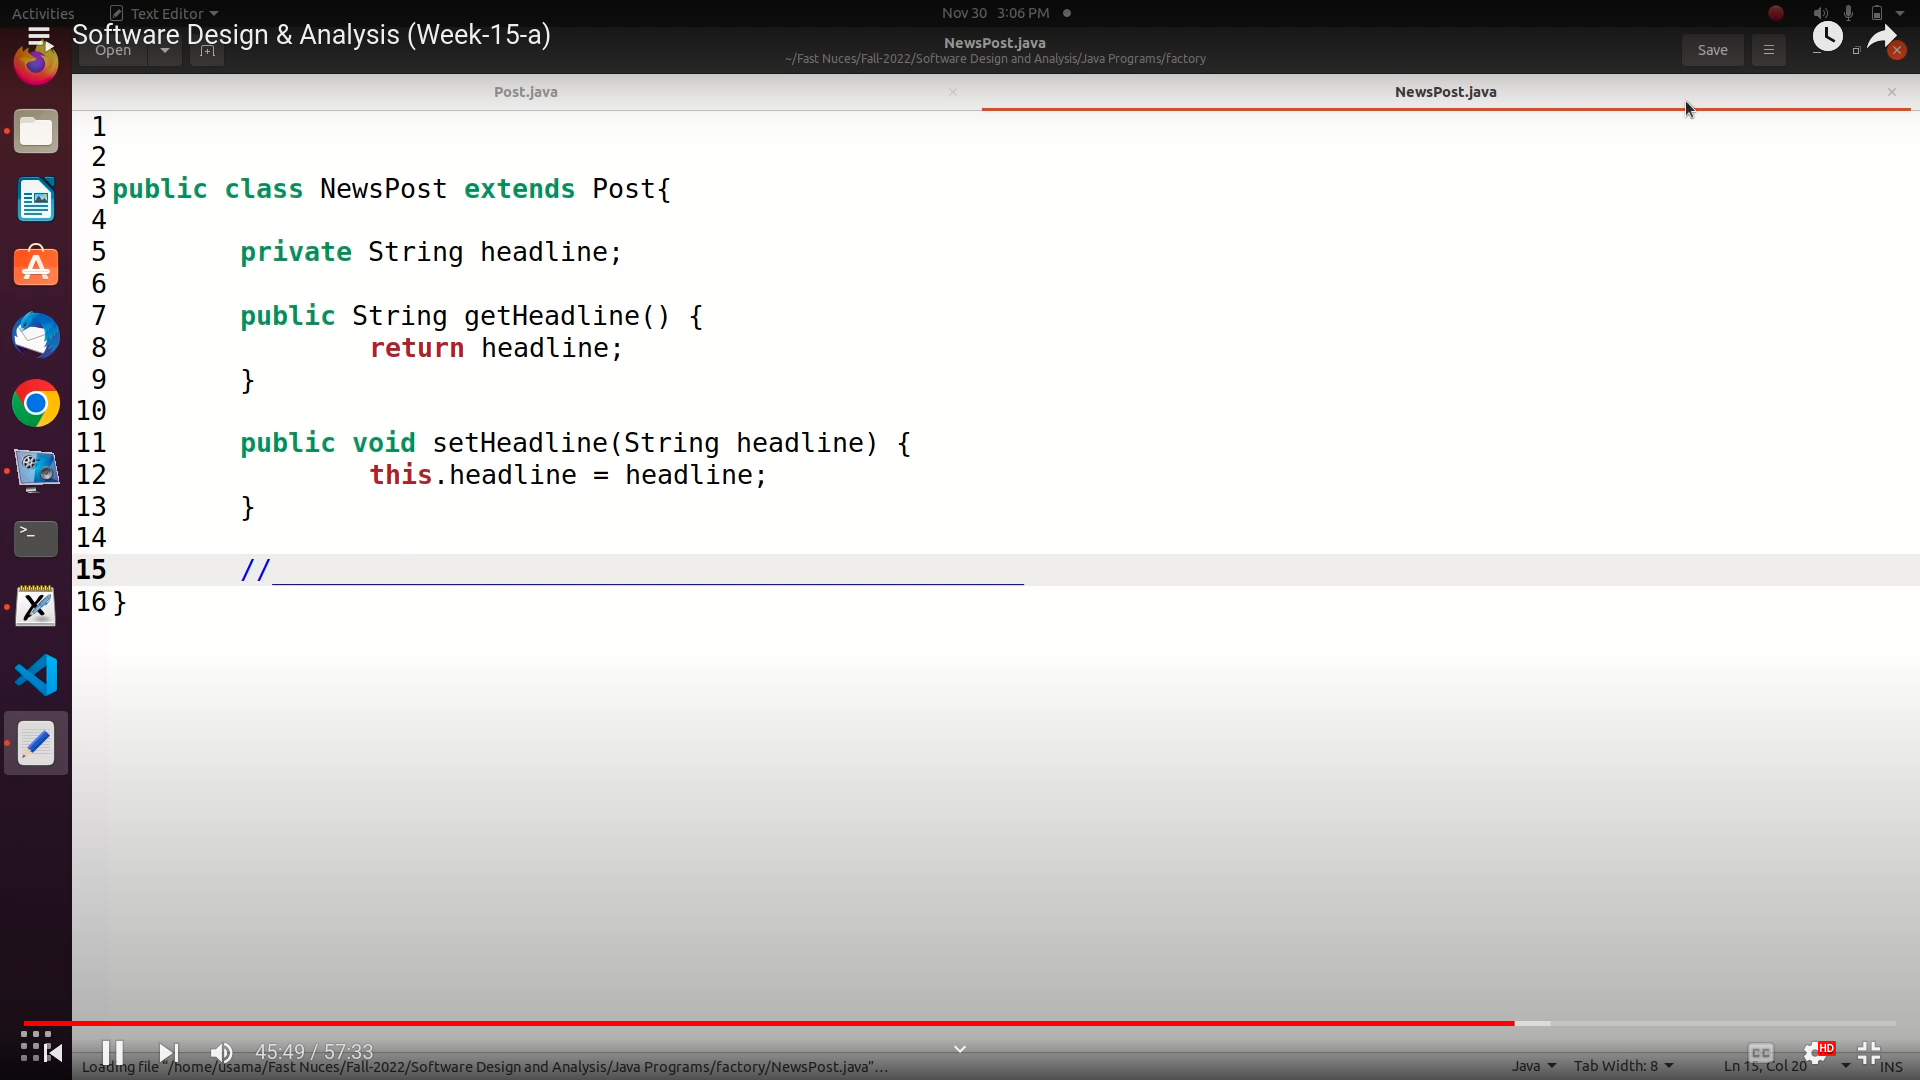 Activities Text Editor Nov 30 3:06 PM
Software Design & Analysis (Week-15-a)
Open NewsPost.java Save
~/Fast Nuces/Fall-2022/Software Design and Analysis/Java Programs/factory
Post.java NewsPost.java
1
2
3 public class NewsPost extends Post{
4
5 private String headline;
6
7 public String getHeadline() {
8 return headline;
9 }
10
11 public void setHeadline(String headline) {
12 this.headline = headline;
13 }
14
15 //_______________________________________________
16 }
45:49 / 57:33 CC HD
Loading file "/home/usama/Fast Nuces/Fall-2022/Software Design and Analysis/Java Programs/factory/NewsPost.java"… Java Tab Width: 8 Ln 15, Col 20 INS